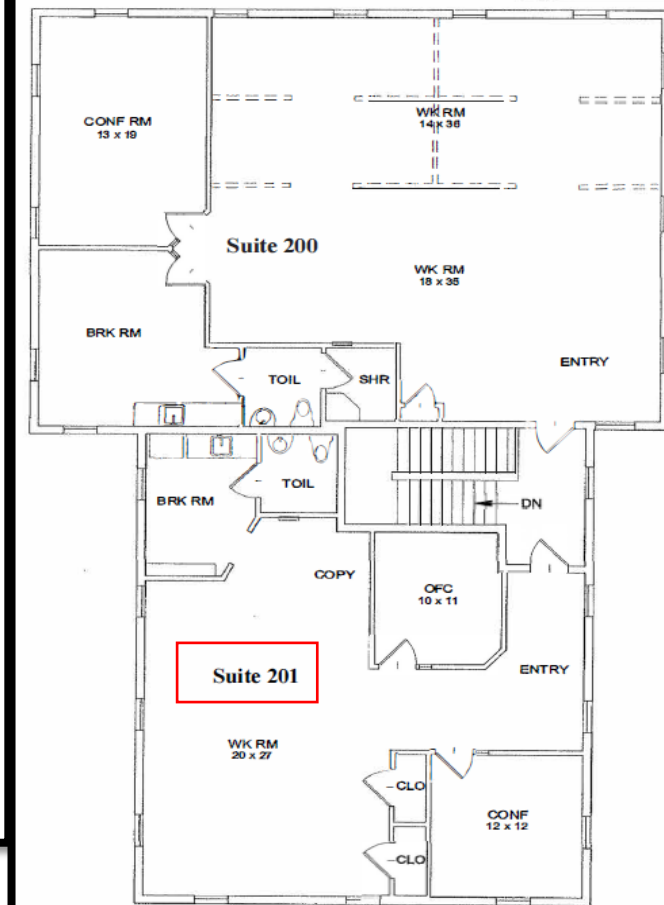 CONF RM
13 x 19
WK RM
14 x 36
Suite 200
WK RM
18 x 35
BRK RM
ENTRY
TOIL
SHR
BRK RM
TOIL
DN
COPY
OFC
10 x 11
Suite 201
ENTRY
WK RM
20 x 27
CLO
CONF
12 x 12
CLO